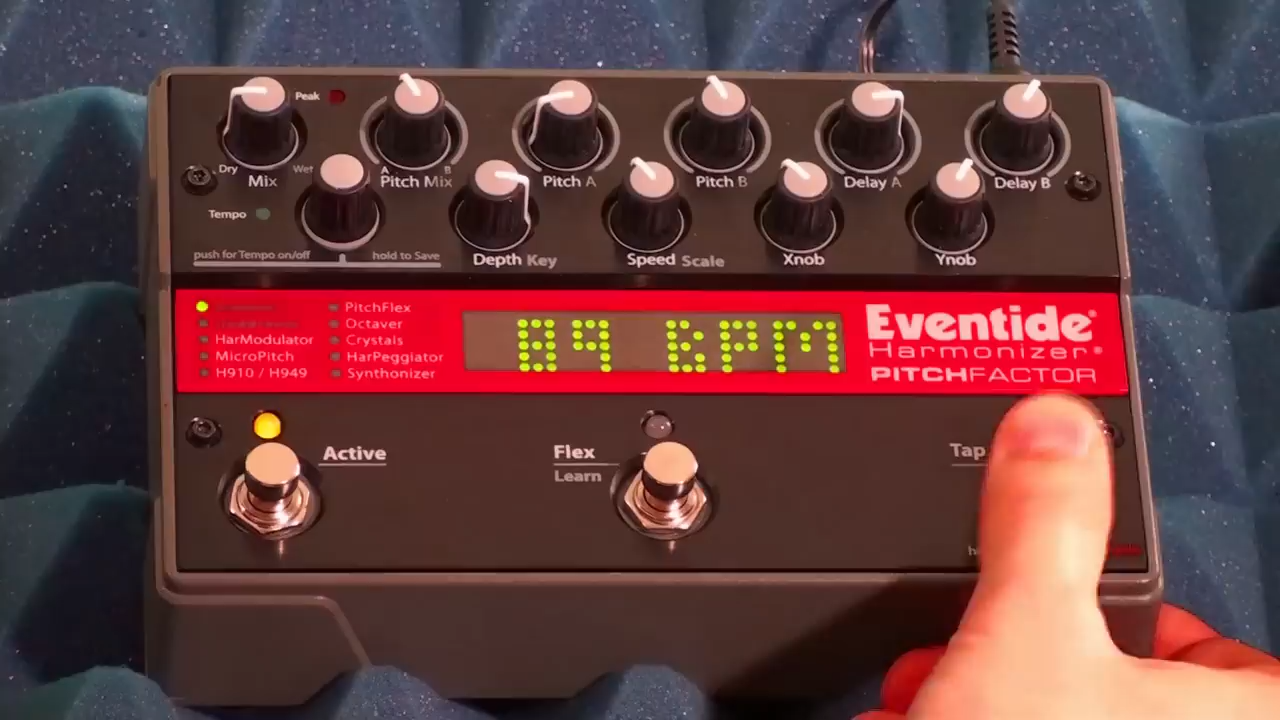 Peak
Dry Wet
Mix
A B
Pitch Mix
Pitch A
Pitch B
Delay A
Delay B
Tempo
push for Tempo on/off hold to Save
Depth Key
Speed Scale
Xnob
Ynob
HarModulator
MicroPitch
H910 / H949
PitchFlex
Octaver
Crystals
HarPeggiator
Synthonizer
89 BPM
Eventide®
Harmonizer®
PITCHFACTOR
Active
Flex
Learn
Tap